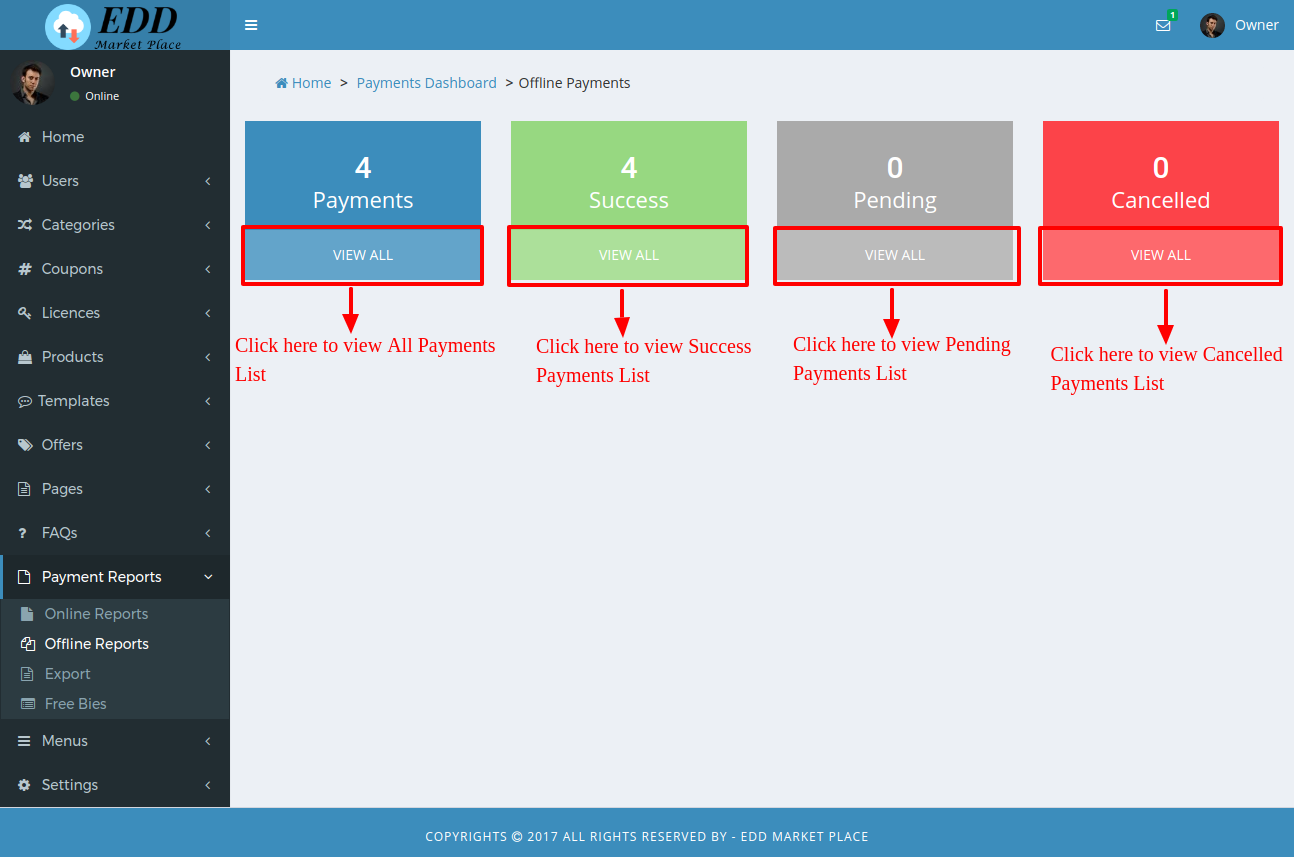 EDD
Market Place
1
Owner
Owner
Online
Home
Users
Categories
Coupons
Licences
Products
Templates
Offers
Pages
FAQs
Payment Reports
Online Reports
Offline Reports
Export
Free Bies
Menus
Settings
Home > Payments Dashboard > Offline Payments
4
Payments
VIEW ALL
Click here to view All Payments
List
4
Success
VIEW ALL
Click here to view Success
Payments List
0
Pending
VIEW ALL
Click here to view Pending
Payments List
0
Cancelled
VIEW ALL
Click here to view Cancelled
Payments List
COPYRIGHTS © 2017 ALL RIGHTS RESERVED BY - EDD MARKET PLACE